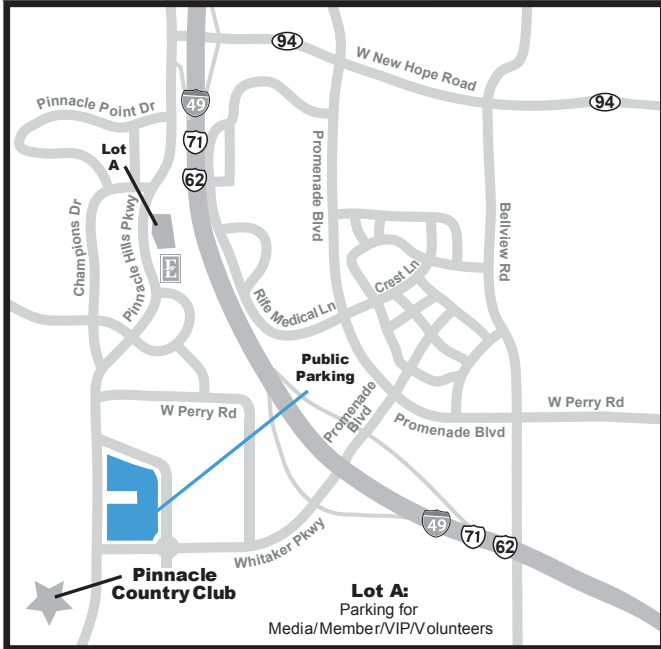 94
W New Hope Road
94
Pinnacle Point Dr
49
71
62
Lot
A
Promenade Blvd
Champions Dr
Pinnacle Hills Pkwy
E
Bellview Rd
Crest Ln
Rife Medical Ln
Public
Parking
W Perry Rd
Promenade
Blvd
Promenade Blvd
W Perry Rd
Whitaker Pkwy
49
71
62
Pinnacle
Country Club
Lot A:
Parking for
Media/Member/VIP/Volunteers